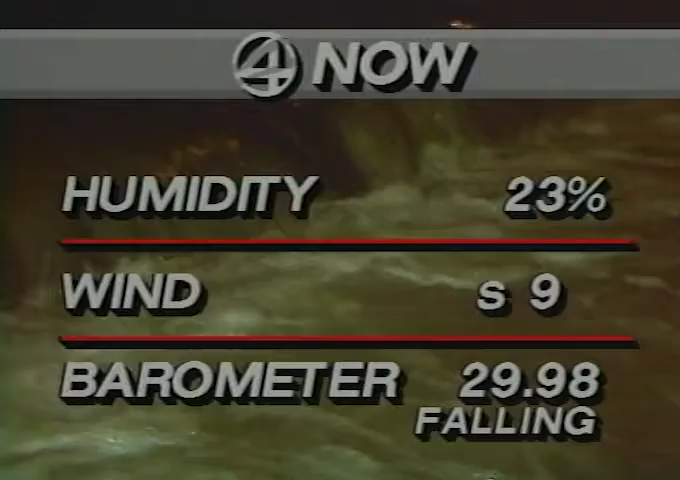 4 NOW
HUMIDITY 23%
WIND s 9
BAROMETER 29.98
FALLING